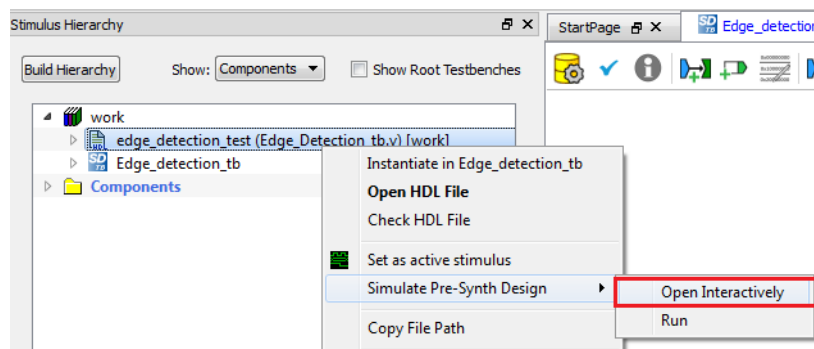 Stimulus Hierarchy
StartPage
Edge_detection
Build Hierarchy
Show: Components
Show Root Testbenches
work
edge_detection_test (Edge_Detection_tb.v) [work]
Edge_detection_tb
Components
Instantiate in Edge_detection_tb
Open HDL File
Check HDL File
Set as active stimulus
Simulate Pre-Synth Design
Copy File Path
Open Interactively
Run